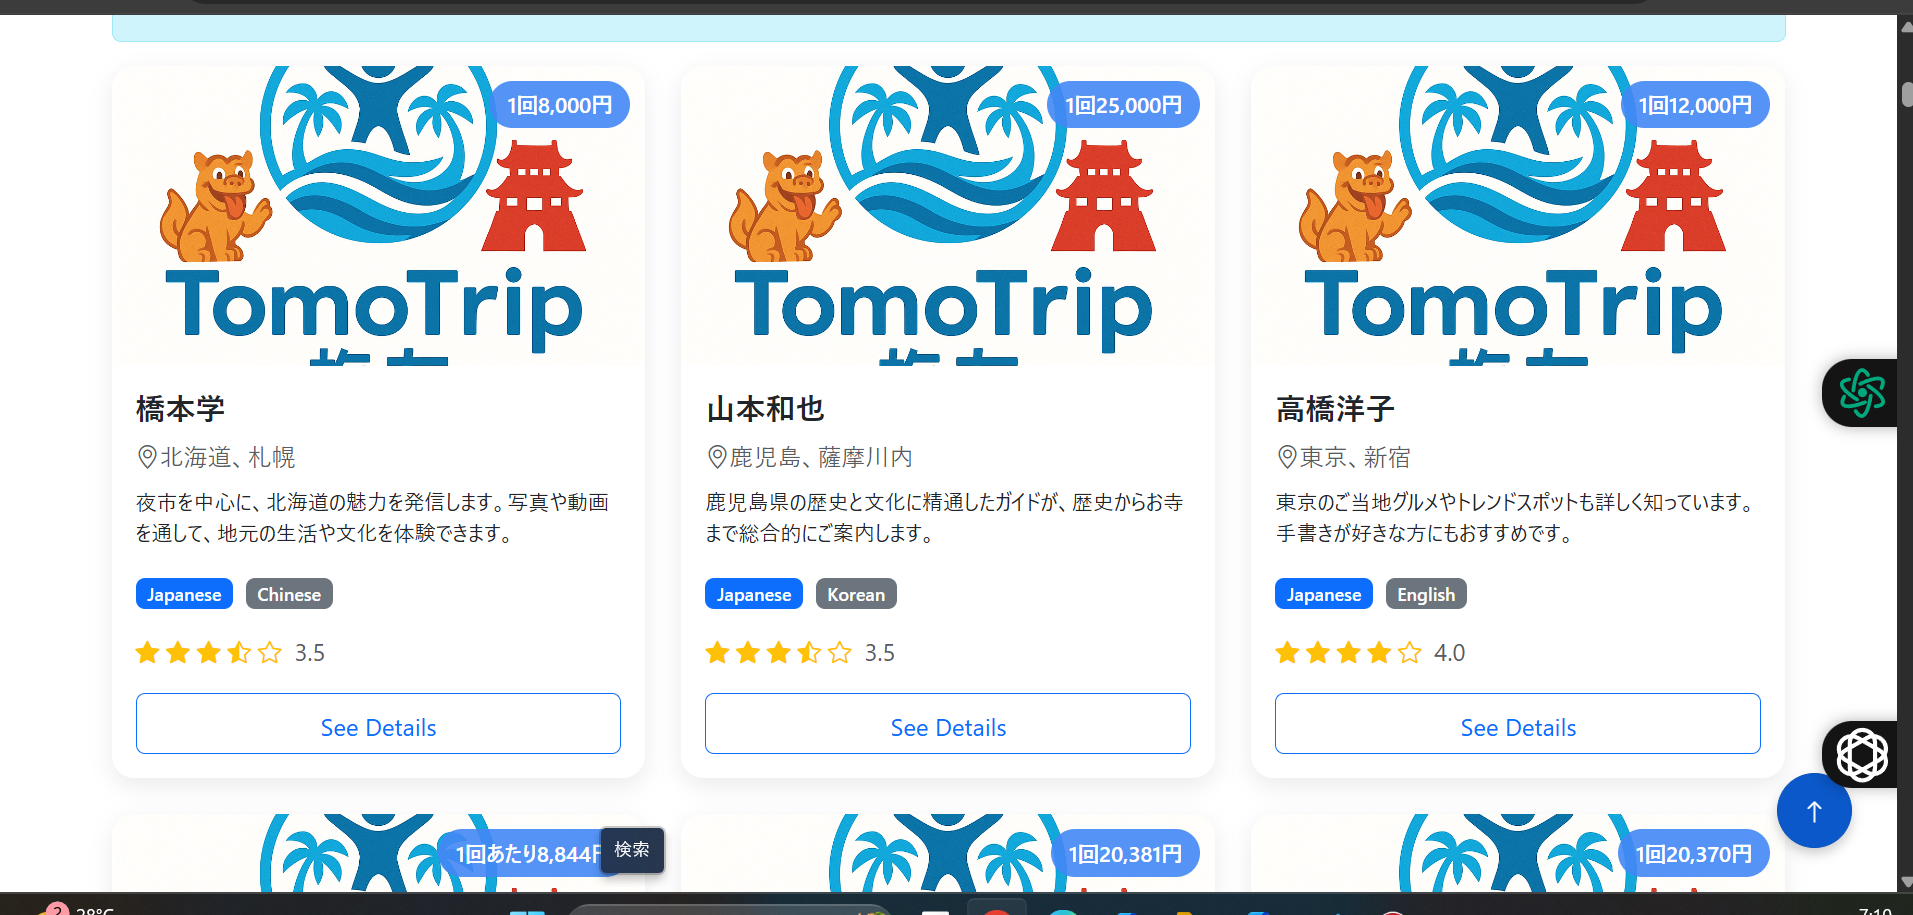 1回8,000円
TomoTrip
橋本学
北海道、札幌
夜市を中心に、北海道の魅力を発信します。写真や動画
を通して、地元の生活や文化を体験できます。
Japanese Chinese
3.5
See Details
1回25,000円
TomoTrip
山本和也
鹿児島、薩摩川内
鹿児島県の歴史と文化に精通したガイドが、歴史からお寺
まで総合的にご案内します。
Japanese Korean
3.5
See Details
1回12,000円
TomoTrip
高橋洋子
東京、新宿
東京のご当地グルメやトレンドスポットも詳しく知っています。
手書きが好きな方にもおすすめです。
Japanese English
4.0
See Details
1回あたり8,844円
検索
1回20,381円
1回20,370円
2
28°C
7:10